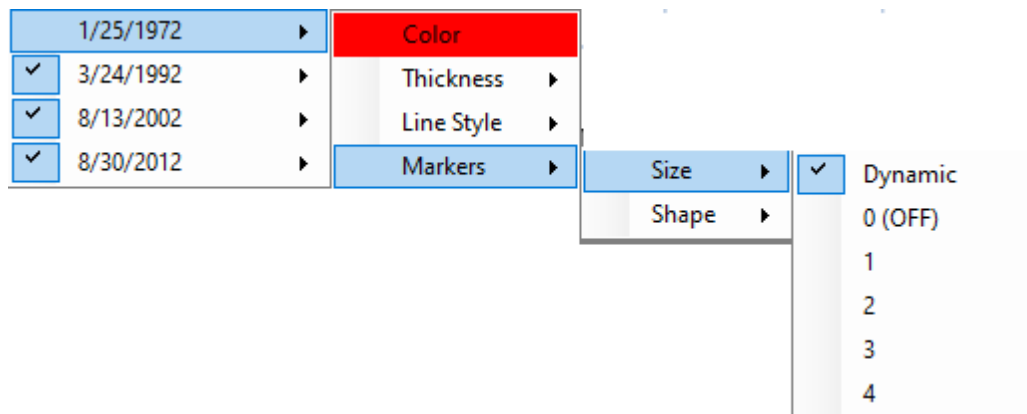 1/25/1972
3/24/1992
8/13/2002
8/30/2012
Color
Thickness
Line Style
Markers
Size
Shape
Dynamic
0 (OFF)
1
2
3
4